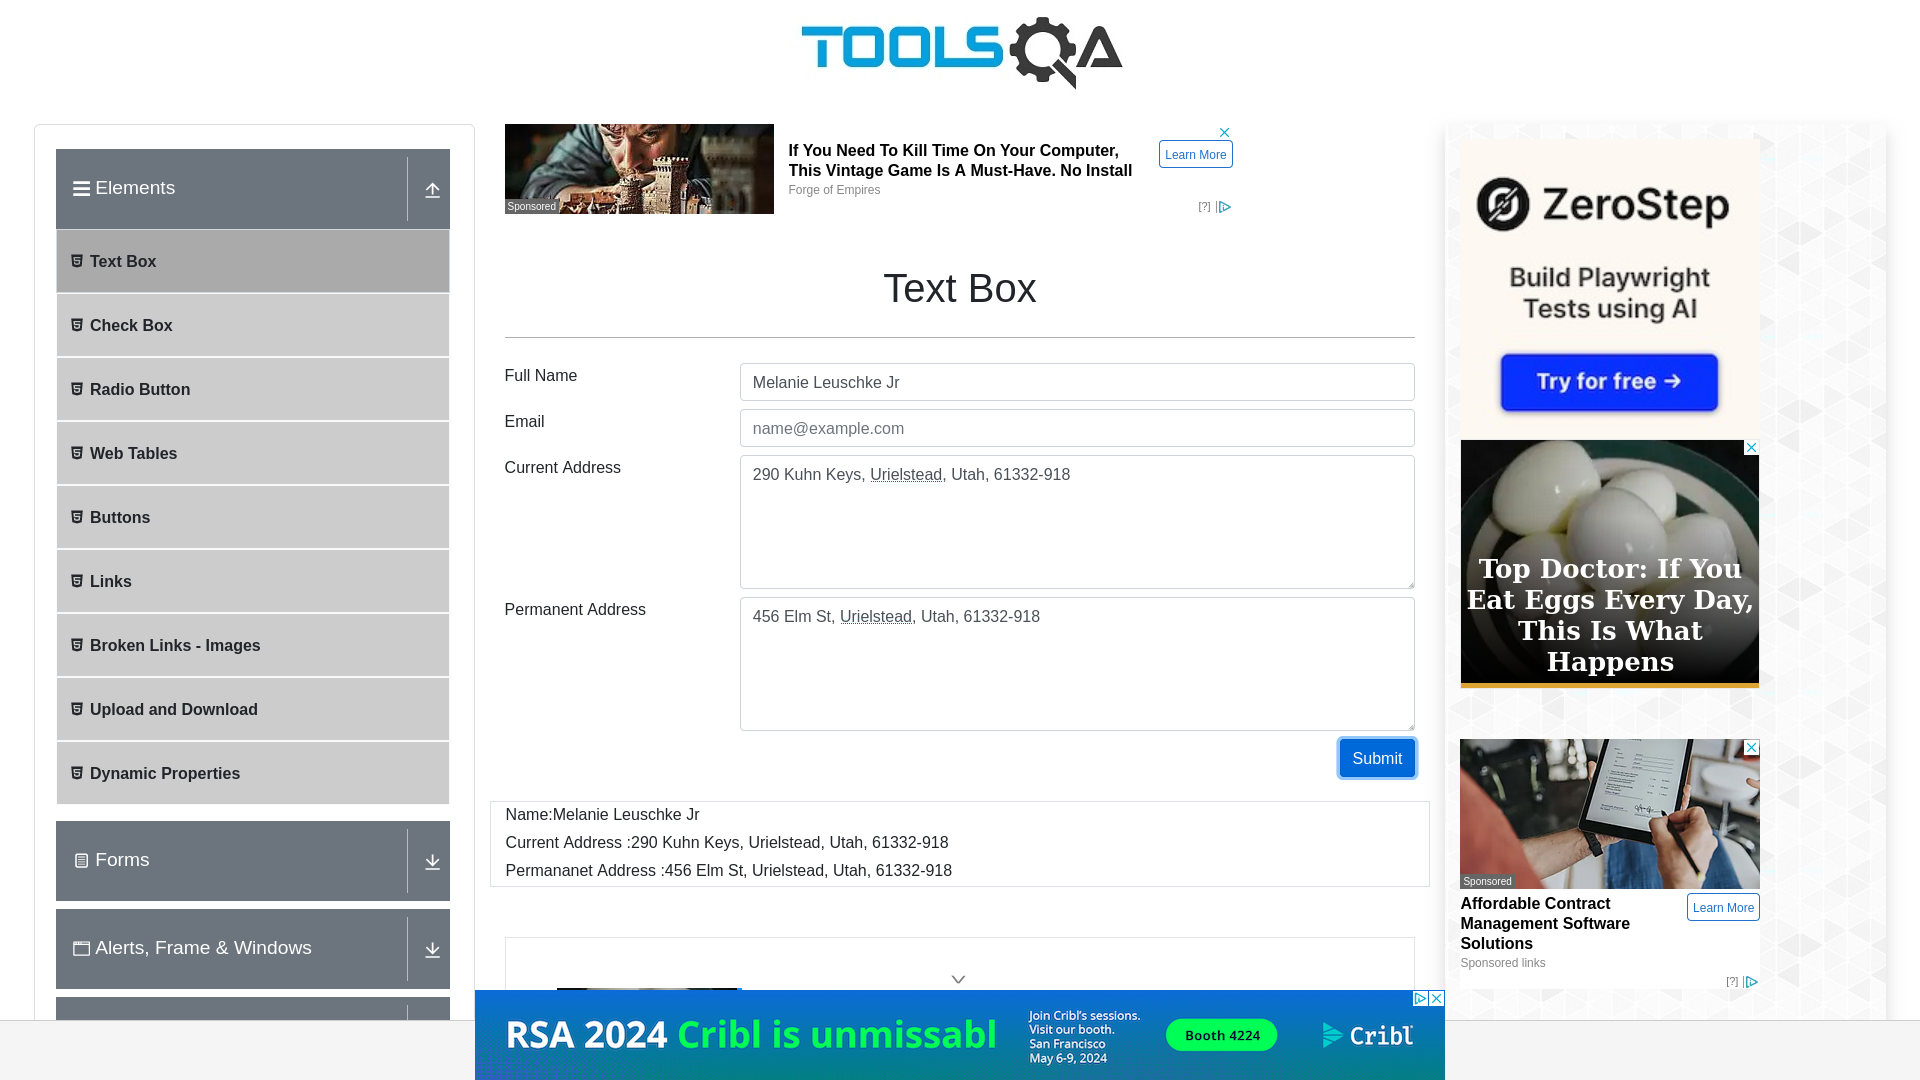 TOOLSQA
Elements
Text Box
Check Box
Radio Button
Web Tables
Buttons
Links
Broken Links - Images
Upload and Download
Dynamic Properties
Forms
Alerts, Frame & Windows
Sponsored
If You Need To Kill Time On Your Computer,
This Vintage Game Is A Must-Have. No Install
Forge of Empires
Learn More
[?]
Text Box
Full Name
Melanie Leuschke Jr
Email
name@example.com
Current Address
290 Kuhn Keys, Urielstead, Utah, 61332-918
Permanent Address
456 Elm St, Urielstead, Utah, 61332-918
Submit
Name:Melanie Leuschke Jr
Current Address :290 Kuhn Keys, Urielstead, Utah, 61332-918
Permananet Address :456 Elm St, Urielstead, Utah, 61332-918
RSA 2024 Cribl is unmissabl
Join Cribl's sessions.
Visit our booth.
San Francisco
May 6-9, 2024
Booth 4224
Cribl
ZeroStep
Build Playwright
Tests using AI
Try for free →
Top Doctor: If You
Eat Eggs Every Day,
This Is What
Happens
Sponsored
Affordable Contract
Management Software
Solutions
Sponsored links
Learn More
[?]